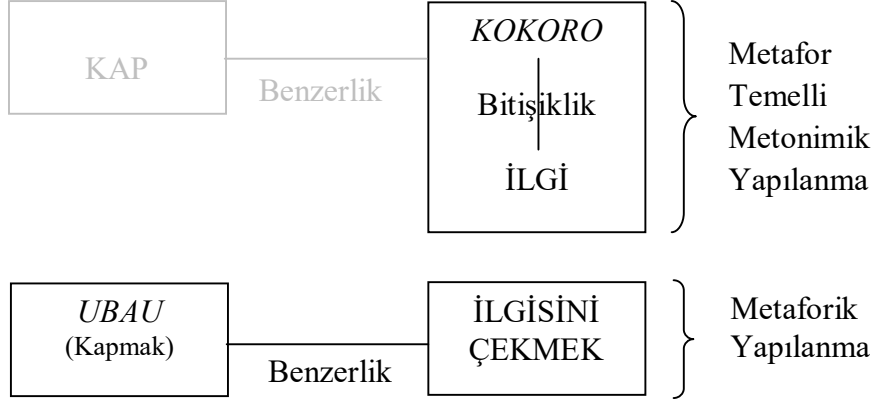 KAP
Benzerlik
KOKORO
Bitişiklik
İLGİ
Metafor
Temelli
Metonimik
Yapılanma
UBAU
(Kapmak)
Benzerlik
İLGİSİNİ
ÇEKMEK
Metaforik
Yapılanma